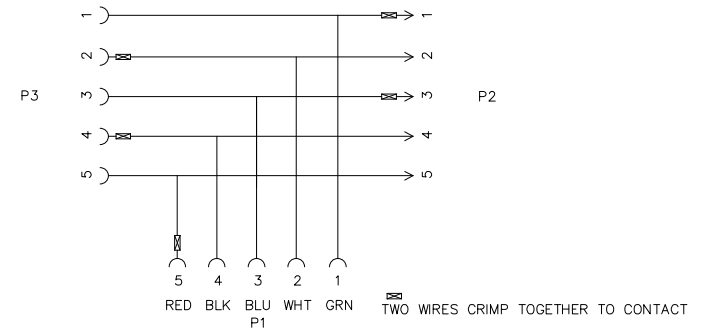 1 1
2 2
P3 3 3 P2
4 4
5 5
5 4 3 2 1
RED BLK BLU WHT GRN
P1
TWO WIRES CRIMP TOGETHER TO CONTACT